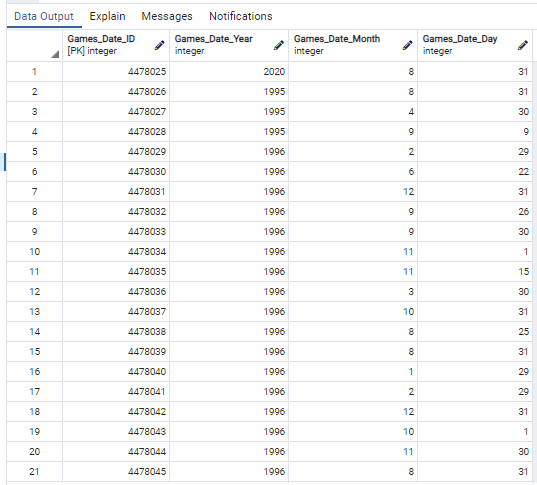 Data Output Explain Messages Notifications
Games_Date_ID Games_Date_Year Games_Date_Month Games_Date_Day
[PK] integer integer integer integer
1 4478025 2020 8 31
2 4478026 1995 8 31
3 4478027 1995 4 30
4 4478028 1995 9 9
5 4478029 1996 2 29
6 4478030 1996 6 22
7 4478031 1996 12 31
8 4478032 1996 9 26
9 4478033 1996 9 30
10 4478034 1996 11 1
11 4478035 1996 11 15
12 4478036 1996 3 30
13 4478037 1996 10 31
14 4478038 1996 8 25
15 4478039 1996 8 31
16 4478040 1996 1 29
17 4478041 1996 2 29
18 4478042 1996 12 31
19 4478043 1996 10 1
20 4478044 1996 11 30
21 4478045 1996 8 31